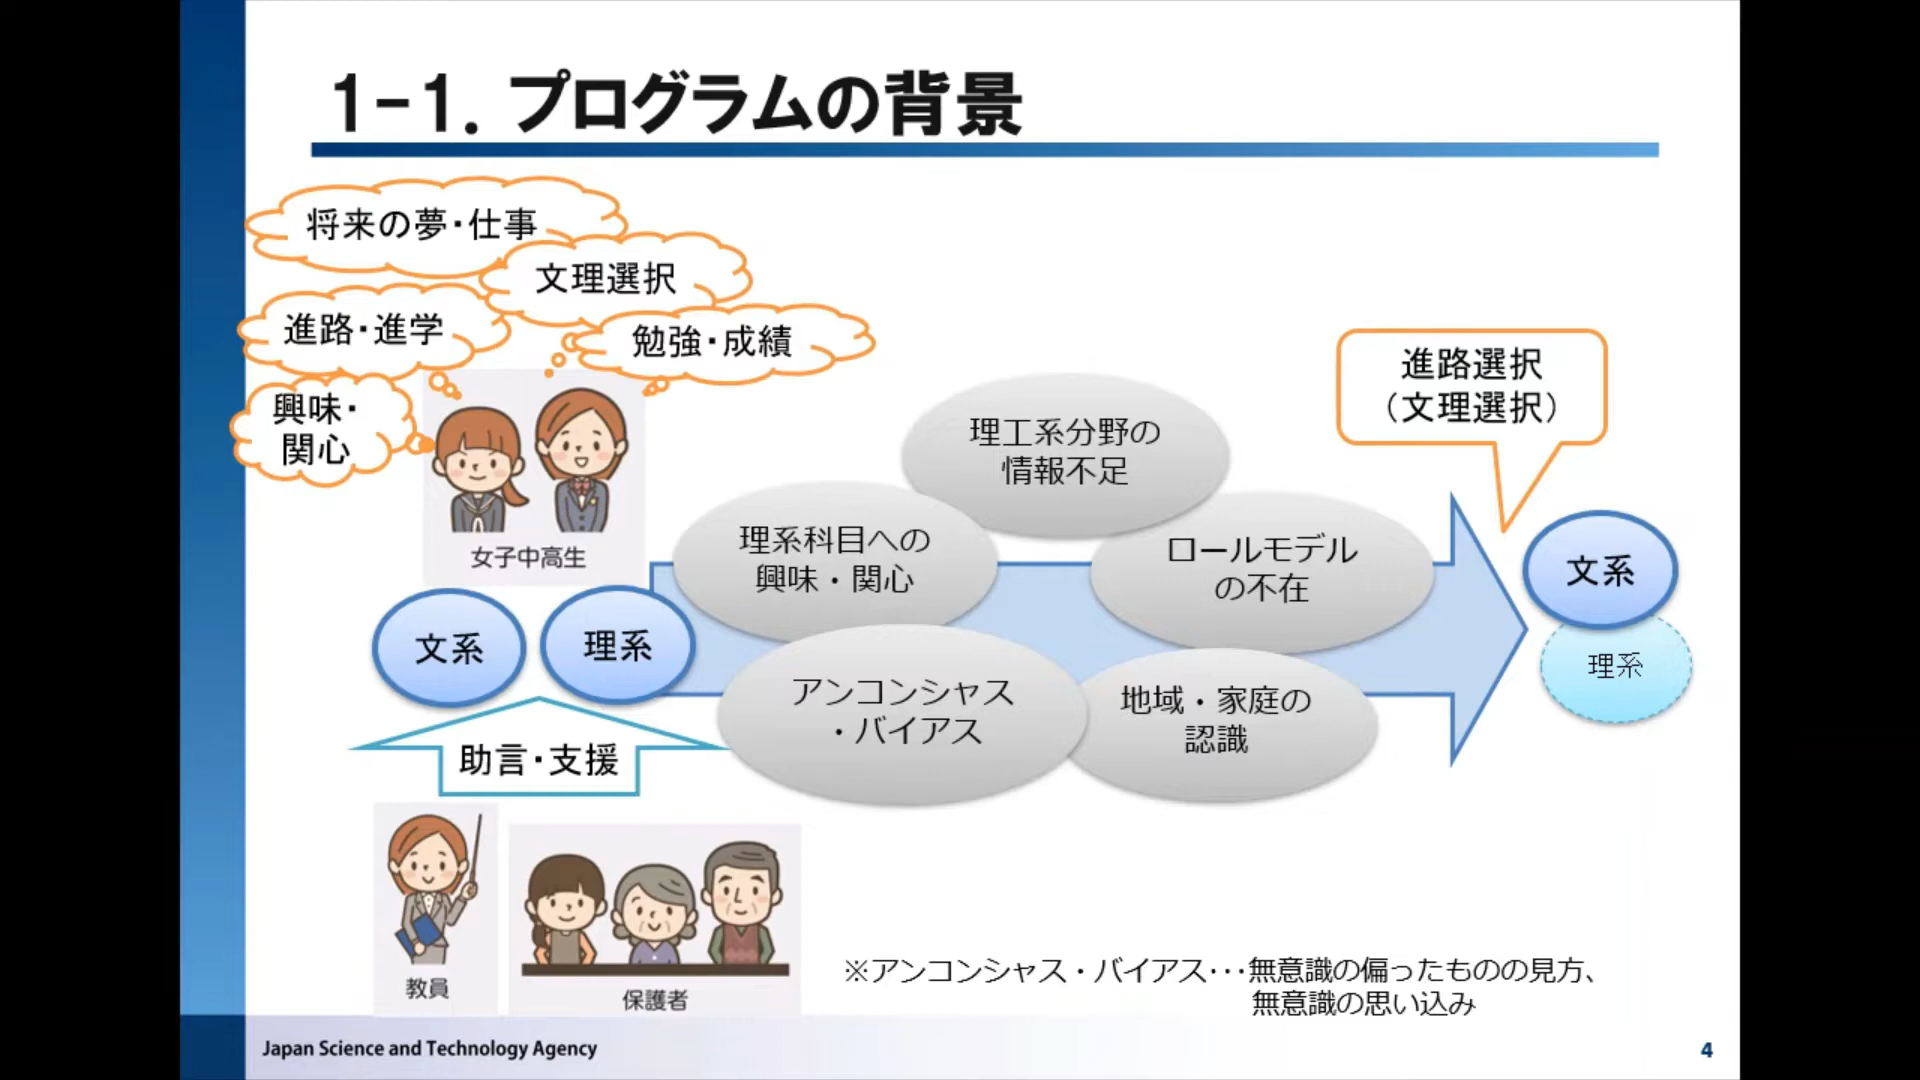 1-1. プログラムの背景
将来の夢・仕事
文理選択
進路・進学
勉強・成績
興味・
関心
女子中高生
文系
理系
助言・支援
教員
保護者
理工系分野の
情報不足
理系科目への
興味・関心
ロールモデル
の不在
アンコンシャス
・バイアス
地域・家庭の
認識
進路選択
（文理選択）
文系
理系
※アンコンシャス・バイアス･･･無意識の偏ったものの見方、
無意識の思い込み
Japan Science and Technology Agency
4